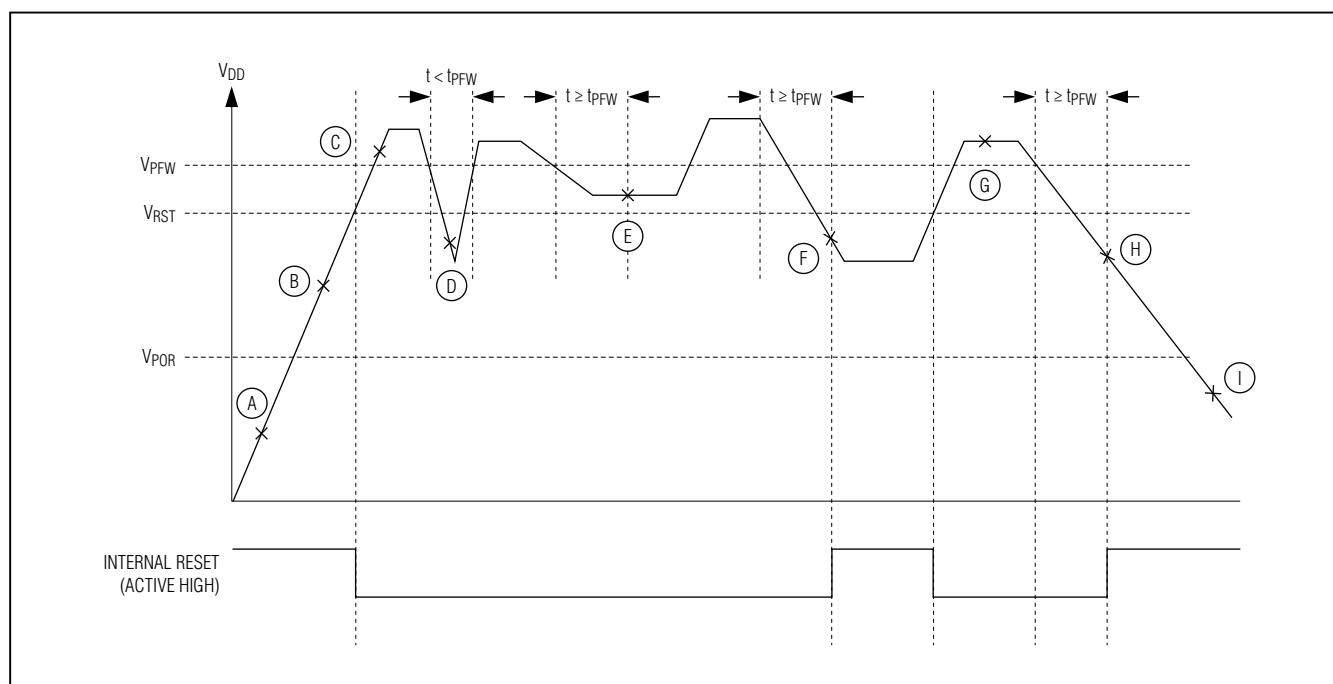 VDD
t < tPFW
t ≥ tPFW
t ≥ tPFW
t ≥ tPFW
C
VPFW
G
VRST
E
F
H
B
D
VPOR
I
A
INTERNAL RESET
(ACTIVE HIGH)